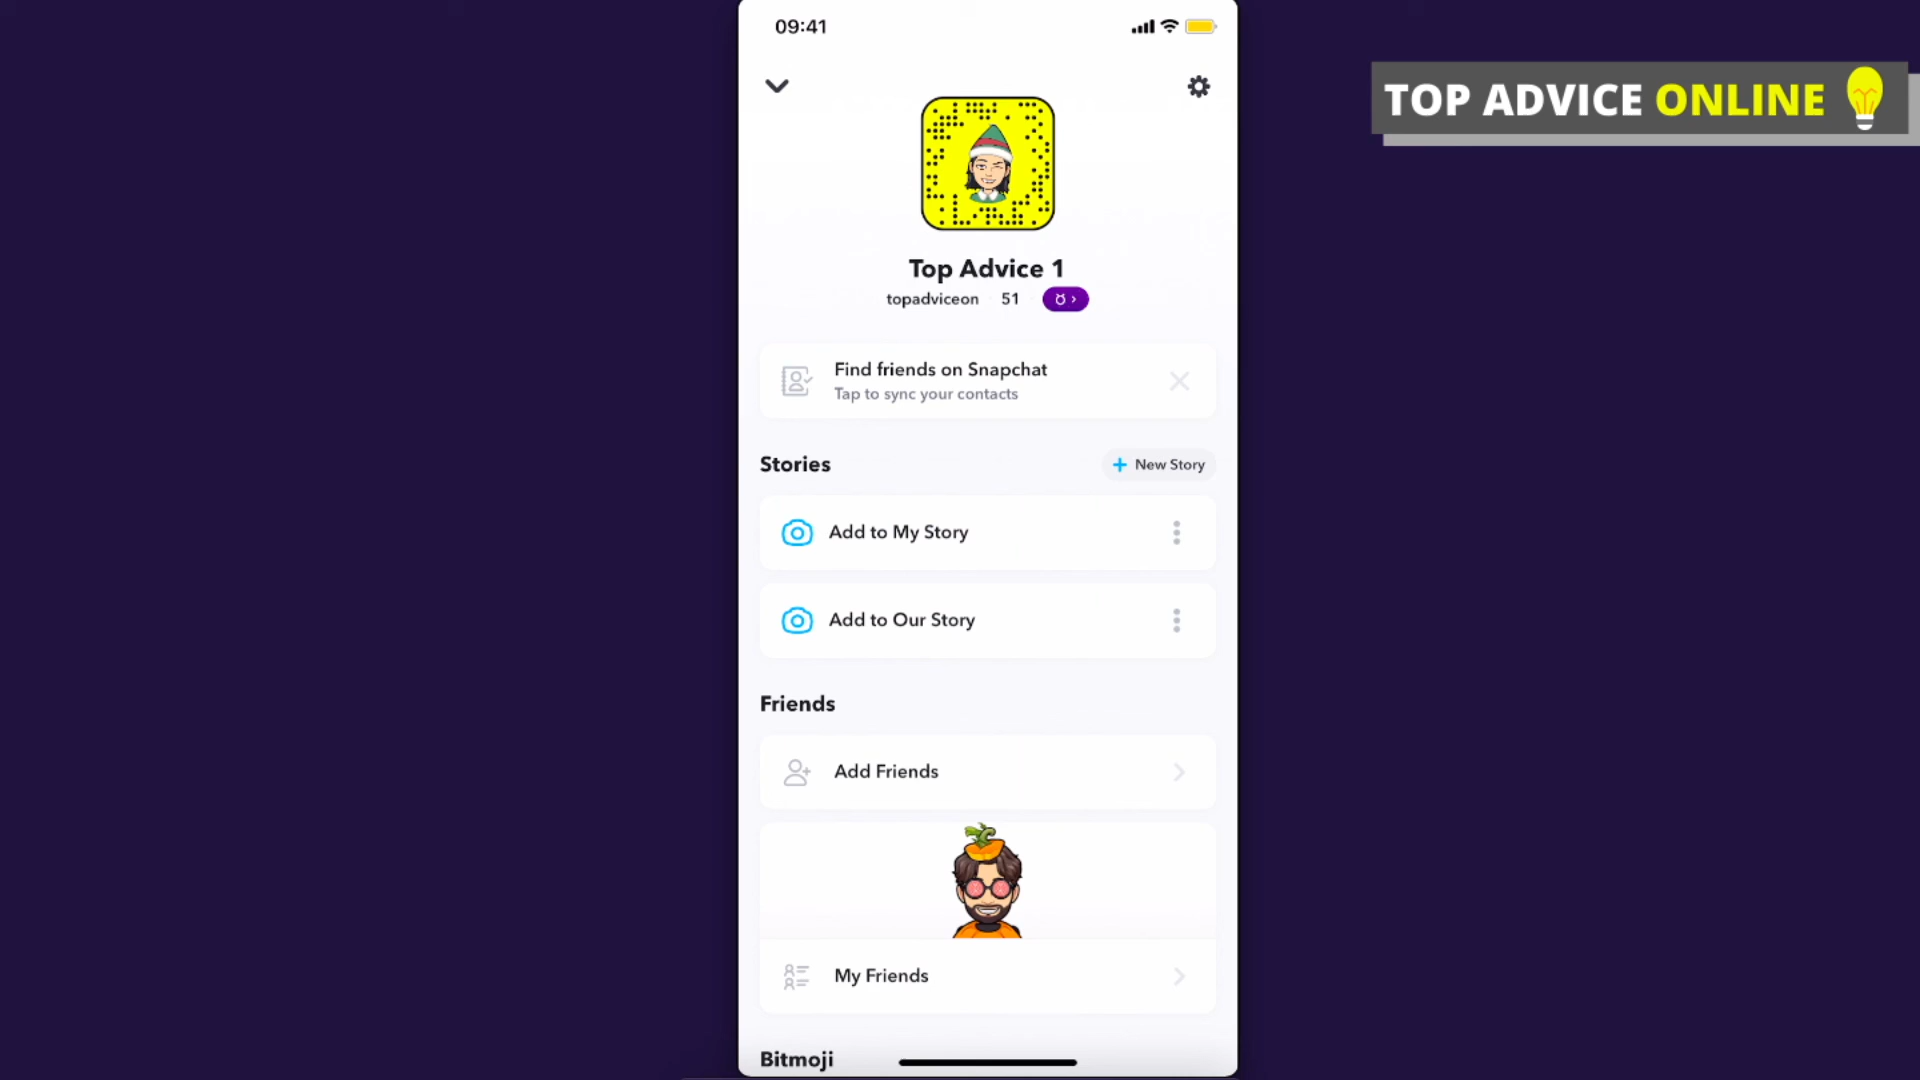 09:41
TOP ADVICE ONLINE
Top Advice 1
topadviceon 51
Find friends on Snapchat
Tap to sync your contacts
Stories
New Story
Add to My Story
Add to Our Story
Friends
Add Friends
My Friends
Bitmoji